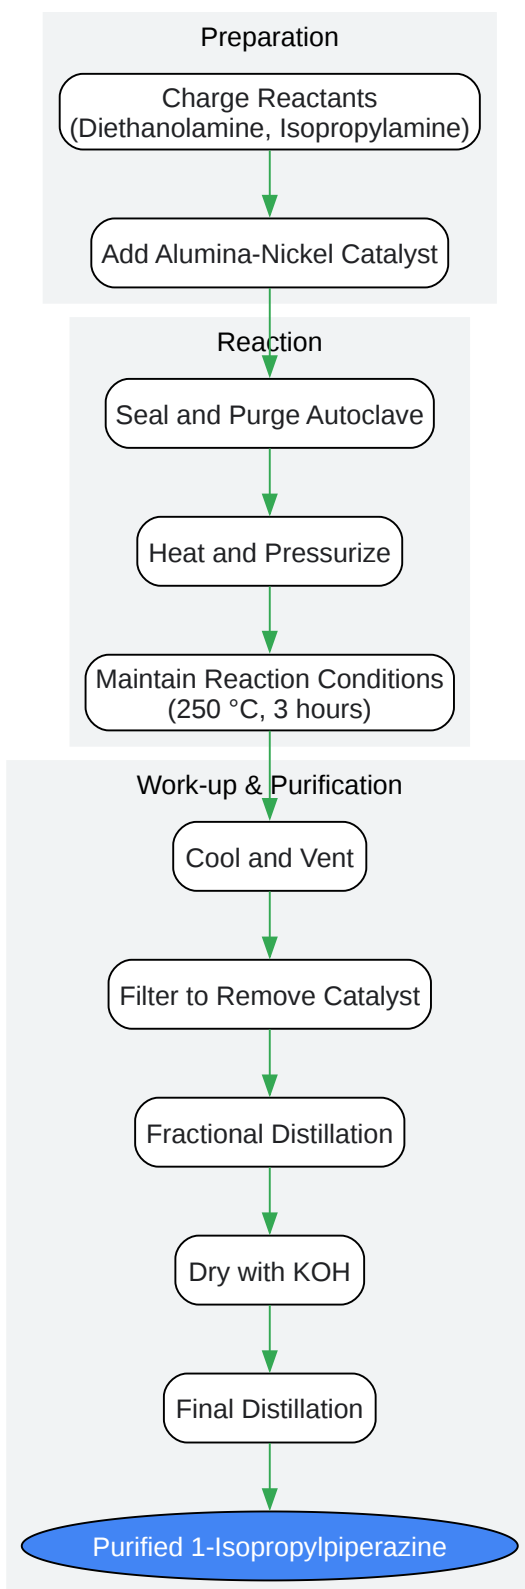 Preparation
Charge Reactants
(Diethanolamine, Isopropylamine)
Add Alumina-Nickel Catalyst
Reaction
Seal and Purge Autoclave
Heat and Pressurize
Maintain Reaction Conditions
(250 °C, 3 hours)
Work-up & Purification
Cool and Vent
Filter to Remove Catalyst
Fractional Distillation
Dry with KOH
Final Distillation
Purified 1-Isopropylpiperazine